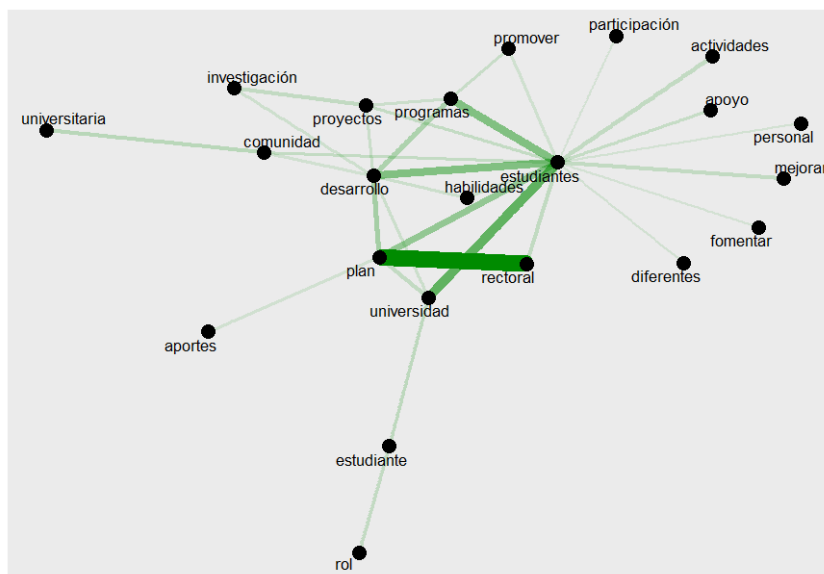 participación
promover
actividades
investigación
apoyo
programas
proyectos
universitaria
personal
comunidad
mejorar
estudiantes
desarrollo
habilidades
fomentar
plan
rectoral
diferentes
universidad
aportes
estudiante
rol